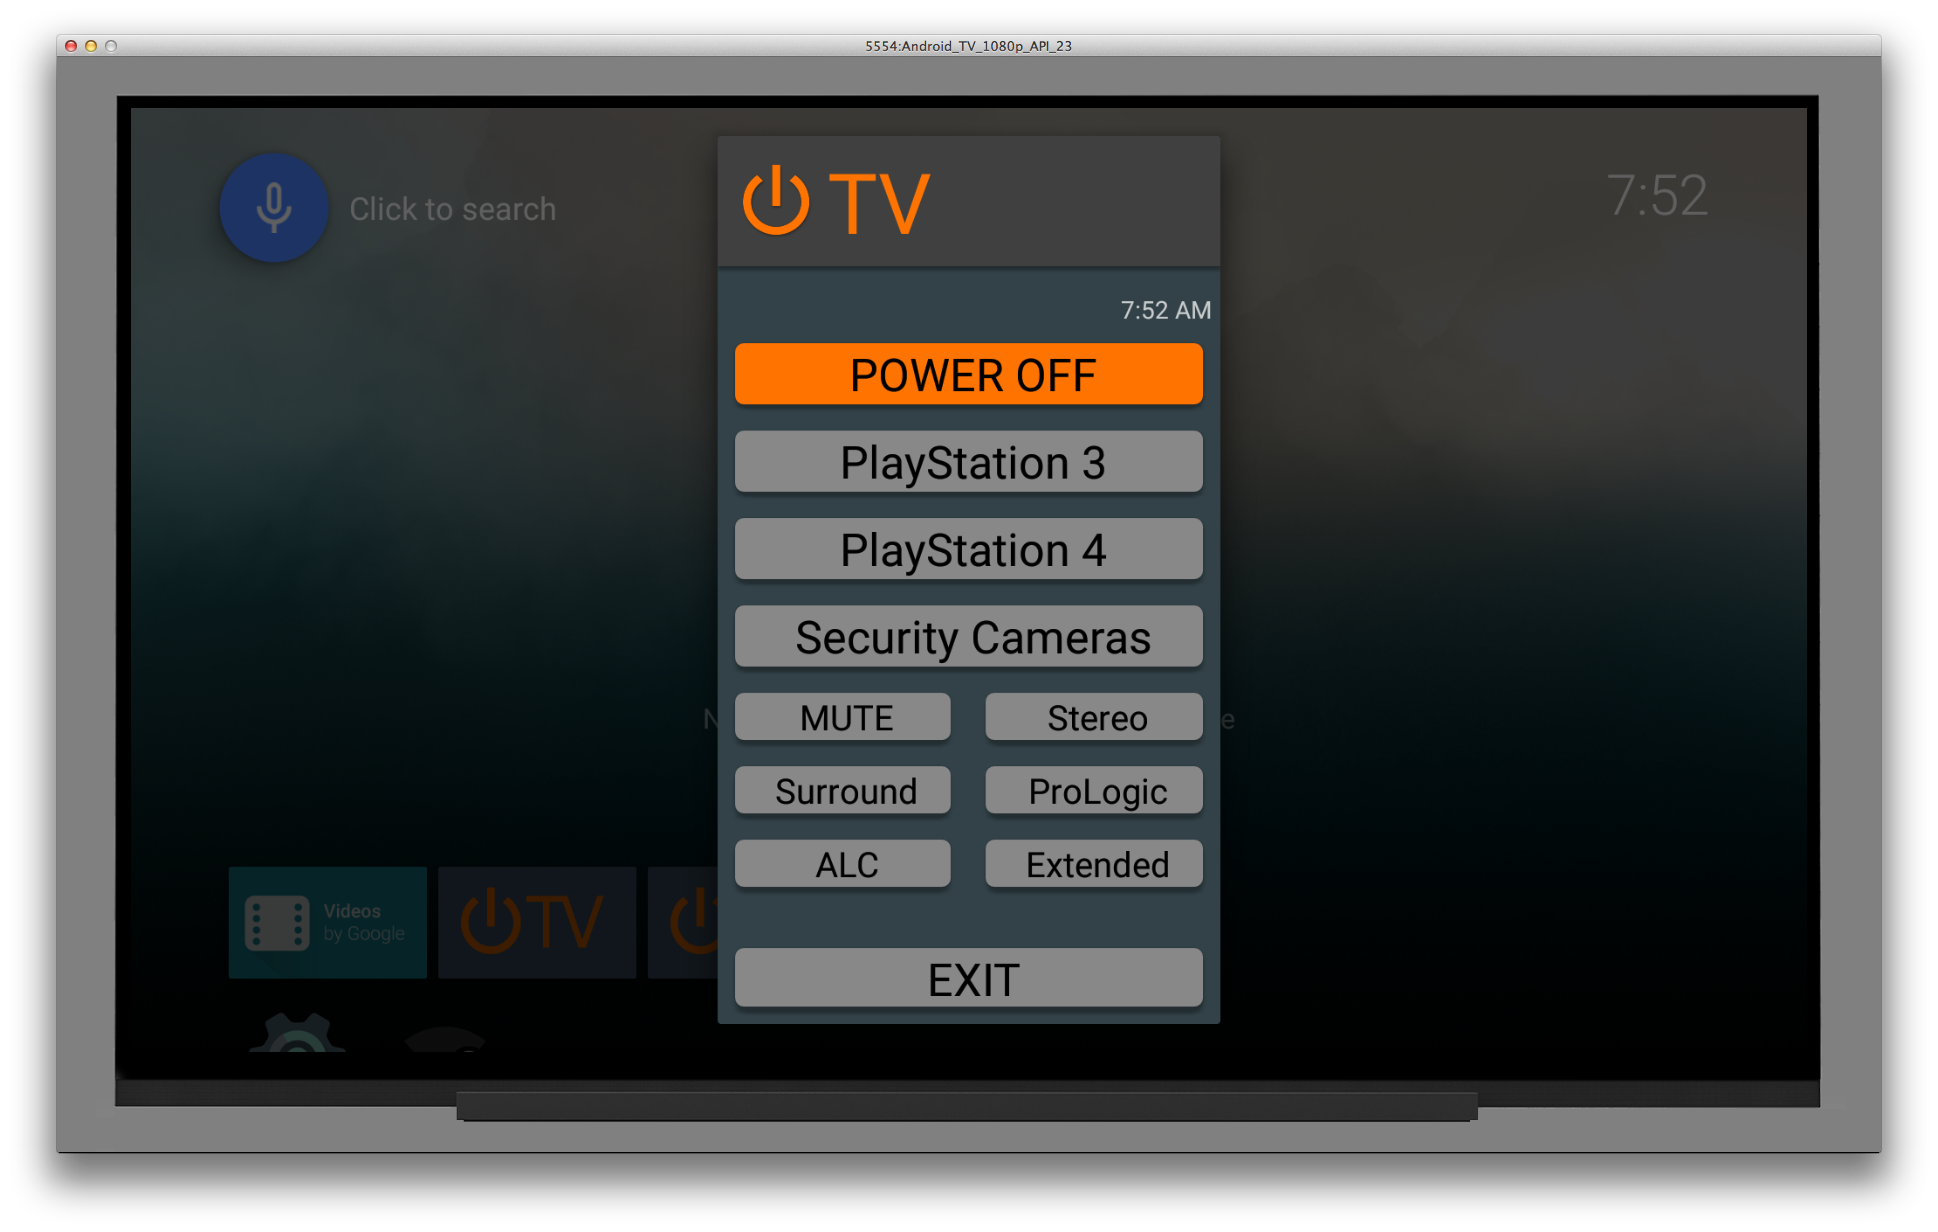 5554:Android_TV_1080p_API_23
Click to search
7:52
TV
7:52 AM
POWER OFF
PlayStation 3
PlayStation 4
Security Cameras
MUTE
Stereo
Surround
ProLogic
ALC
Extended
EXIT
Videos
by Google
TV